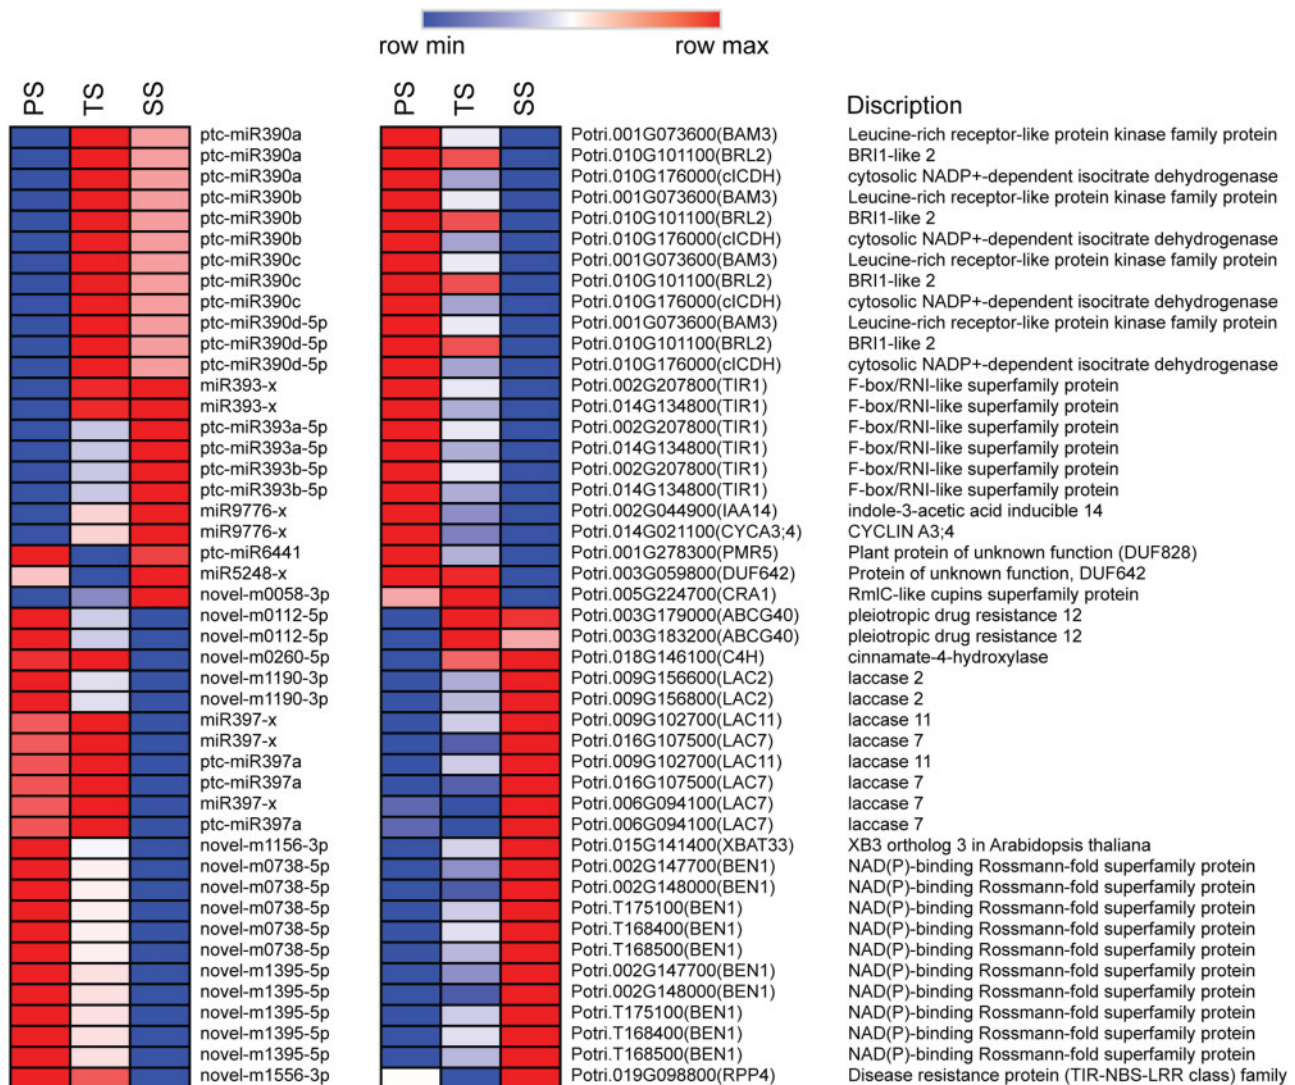 row min row max
PS TS SS PS TS SS Discription
ptc-miR390a Potri.001G073600(BAM3) Leucine-rich receptor-like protein kinase family protein
ptc-miR390a Potri.010G101100(BRL2) BRI1-like 2
ptc-miR390a Potri.010G176000(cICDH) cytosolic NADP+-dependent isocitrate dehydrogenase
ptc-miR390b Potri.001G073600(BAM3) Leucine-rich receptor-like protein kinase family protein
ptc-miR390b Potri.010G101100(BRL2) BRI1-like 2
ptc-miR390b Potri.010G176000(cICDH) cytosolic NADP+-dependent isocitrate dehydrogenase
ptc-miR390c Potri.001G073600(BAM3) Leucine-rich receptor-like protein kinase family protein
ptc-miR390c Potri.010G101100(BRL2) BRI1-like 2
ptc-miR390c Potri.010G176000(cICDH) cytosolic NADP+-dependent isocitrate dehydrogenase
ptc-miR390d-5p Potri.001G073600(BAM3) Leucine-rich receptor-like protein kinase family protein
ptc-miR390d-5p Potri.010G101100(BRL2) BRI1-like 2
ptc-miR390d-5p Potri.010G176000(cICDH) cytosolic NADP+-dependent isocitrate dehydrogenase
miR393-x Potri.002G207800(TIR1) F-box/RNI-like superfamily protein
miR393-x Potri.014G134800(TIR1) F-box/RNI-like superfamily protein
ptc-miR393a-5p Potri.002G207800(TIR1) F-box/RNI-like superfamily protein
ptc-miR393a-5p Potri.014G134800(TIR1) F-box/RNI-like superfamily protein
ptc-miR393b-5p Potri.002G207800(TIR1) F-box/RNI-like superfamily protein
ptc-miR393b-5p Potri.014G134800(TIR1) F-box/RNI-like superfamily protein
miR9776-x Potri.002G044900(IAA14) indole-3-acetic acid inducible 14
miR9776-x Potri.014G021100(CYCA3;4) CYCLIN A3;4
ptc-miR6441 Potri.001G278300(PMR5) Plant protein of unknown function (DUF828)
miR5248-x Potri.003G059800(DUF642) Protein of unknown function, DUF642
novel-m0058-3p Potri.005G224700(CRA1) RmlC-like cupins superfamily protein
novel-m0112-5p Potri.003G179000(ABCG40) pleiotropic drug resistance 12
novel-m0112-5p Potri.003G183200(ABCG40) pleiotropic drug resistance 12
novel-m0260-5p Potri.018G146100(C4H) cinnamate-4-hydroxylase
novel-m1190-3p Potri.009G156600(LAC2) laccase 2
novel-m1190-3p Potri.009G156800(LAC2) laccase 2
miR397-x Potri.009G102700(LAC11) laccase 11
miR397-x Potri.016G107500(LAC7) laccase 7
ptc-miR397a Potri.009G102700(LAC11) laccase 11
ptc-miR397a Potri.016G107500(LAC7) laccase 7
miR397-x Potri.006G094100(LAC7) laccase 7
ptc-miR397a Potri.006G094100(LAC7) laccase 7
novel-m1156-3p Potri.015G141400(XBAT33) XB3 ortholog 3 in Arabidopsis thaliana
novel-m0738-5p Potri.002G147700(BEN1) NAD(P)-binding Rossmann-fold superfamily protein
novel-m0738-5p Potri.002G148000(BEN1) NAD(P)-binding Rossmann-fold superfamily protein
novel-m0738-5p Potri.T175100(BEN1) NAD(P)-binding Rossmann-fold superfamily protein
novel-m0738-5p Potri.T168400(BEN1) NAD(P)-binding Rossmann-fold superfamily protein
novel-m0738-5p Potri.T168500(BEN1) NAD(P)-binding Rossmann-fold superfamily protein
novel-m1395-5p Potri.002G147700(BEN1) NAD(P)-binding Rossmann-fold superfamily protein
novel-m1395-5p Potri.002G148000(BEN1) NAD(P)-binding Rossmann-fold superfamily protein
novel-m1395-5p Potri.T175100(BEN1) NAD(P)-binding Rossmann-fold superfamily protein
novel-m1395-5p Potri.T168400(BEN1) NAD(P)-binding Rossmann-fold superfamily protein
novel-m1395-5p Potri.T168500(BEN1) NAD(P)-binding Rossmann-fold superfamily protein
novel-m1556-3p Potri.019G098800(RPP4) Disease resistance protein (TIR-NBS-LRR class) family